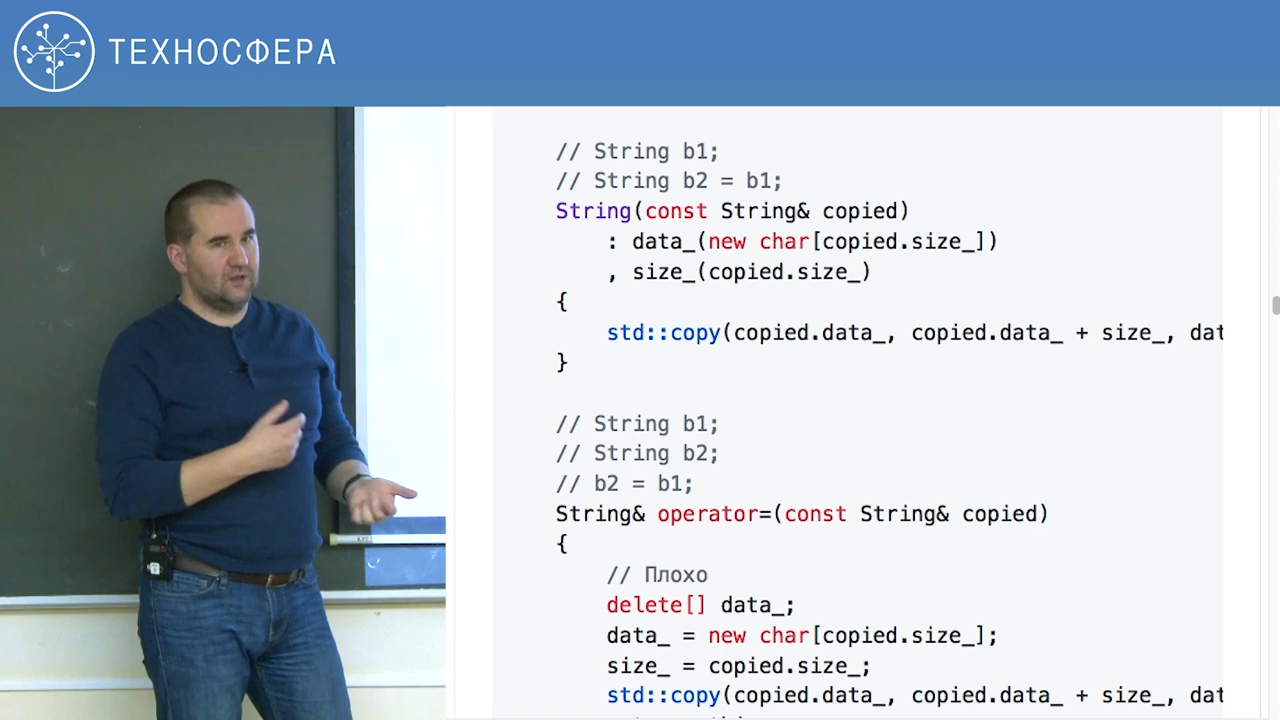 ТЕХНОСФЕРА
// String b1;
// String b2 = b1;
String(const String& copied)
: data_(new char[copied.size_])
, size_(copied.size_)
{
std::copy(copied.data_, copied.data_ + size_, dat
}
// String b1;
// String b2;
// b2 = b1;
String& operator=(const String& copied)
{
// Плохо
delete[] data_;
data_ = new char[copied.size_];
size_ = copied.size_;
std::copy(copied.data_, copied.data_ + size_, dat